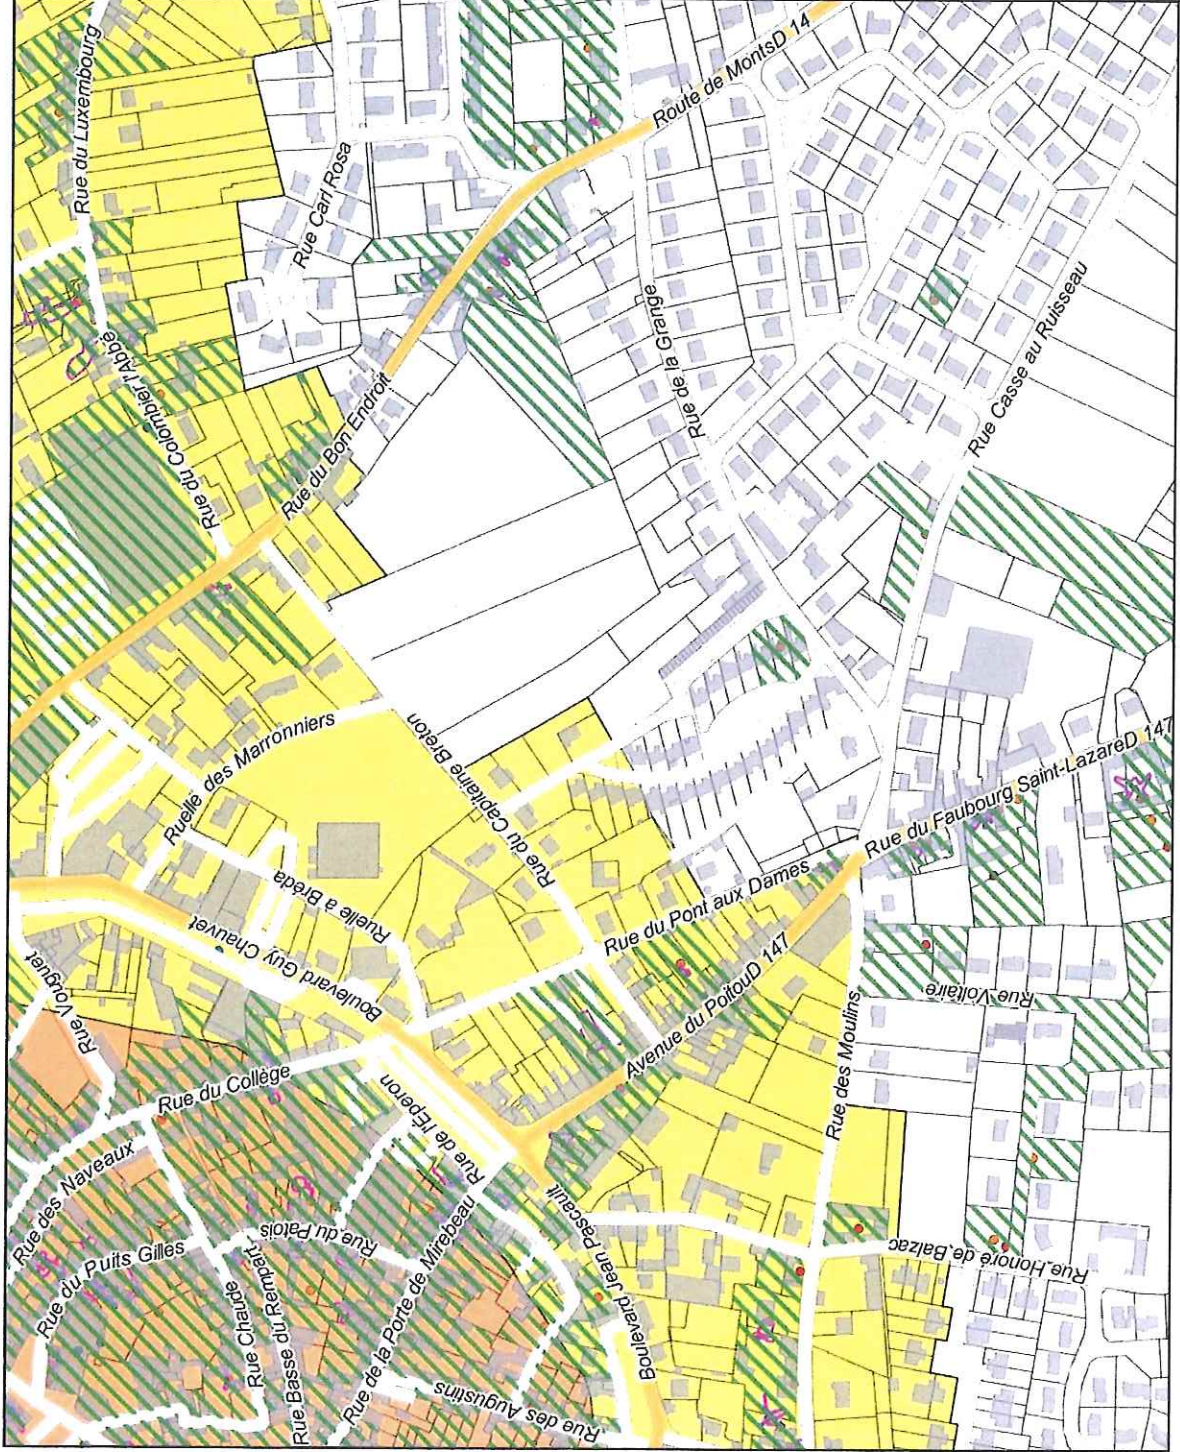 Rue du Luxembourg
Route de MontsD 14
Rue Carl Rosa
Rue du Colombier l'Abbé
Rue de la Grange
Rue Casse au Ruisseau
Rue du Bon Endroit
Ruelle des Marronniers
Rue du Capitaine Breton
Rue du Faubourg Saint-LazareD 147
Ruelle à Bréda
Rue du Pont aux Dames
Boulevard Guy Chauvet
Rue Vouguet
Avenue du PoitouD 147
Rue Voltaire
Rue des Moulins
Rue du Collège
Rue de l'Éperon
Rue des Naveaux
Rue du Patois
Rue du Puits Gilles
Rue Chaude
Rue Basse du Rempart
Rue de la Porte de Mirebeau
Boulevard Jean Pascault
Rue Honoré de Balzac
Rue des Augustins